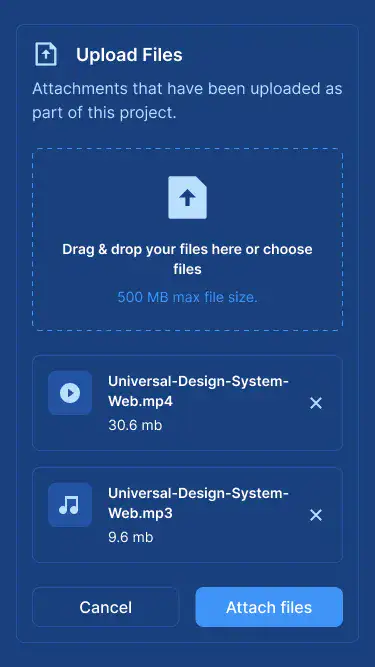 Upload Files
Attachments that have been uploaded as
part of this project.
Drag & drop your files here or choose
files
500 MB max file size.
Universal-Design-System-
Web.mp4
30.6 mb
Universal-Design-System-
Web.mp3
9.6 mb
Cancel
Attach files